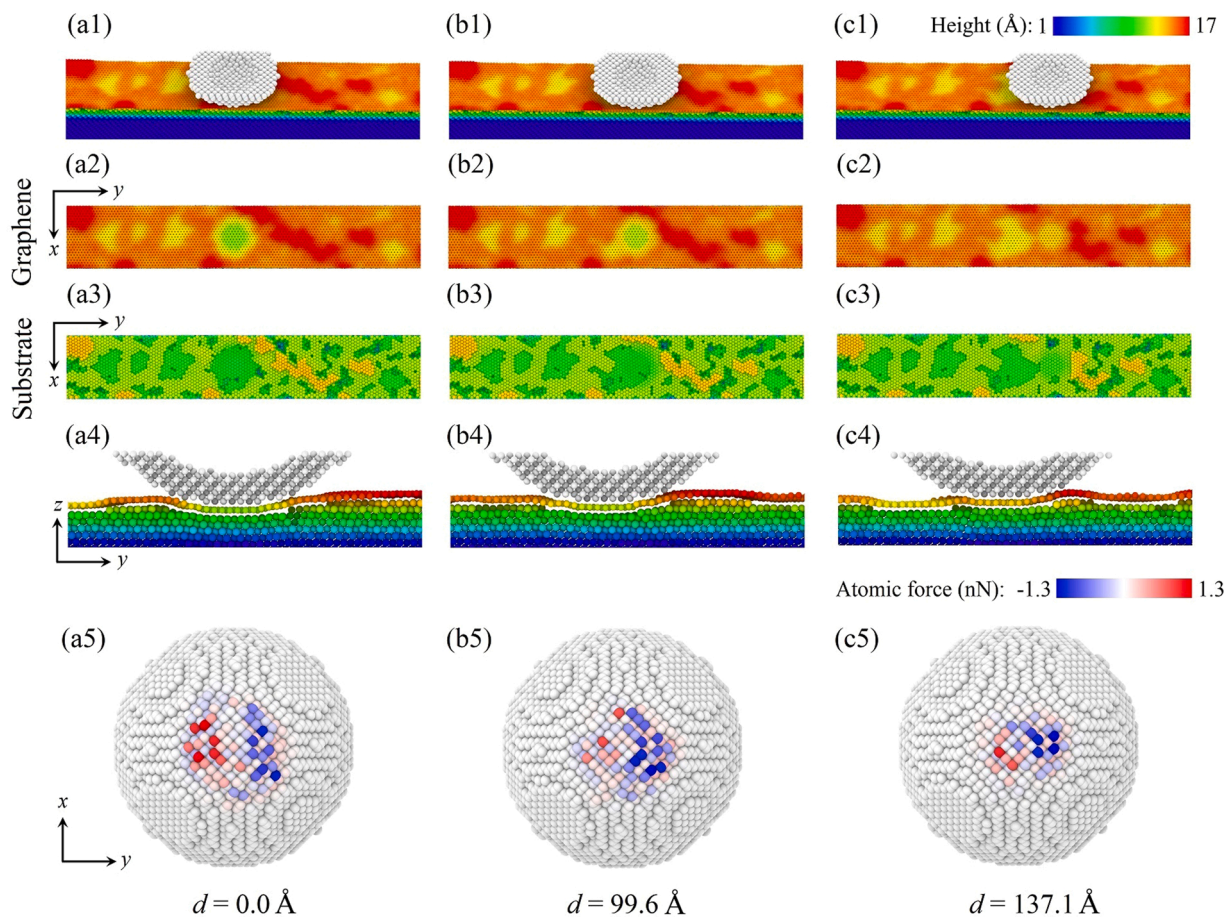 (a1) (b1) (c1) Height (Å): 1 17
(a2) (b2) (c2)
Graphene
y
x
(a3) (b3) (c3)
Substrate
y
x
(a4) (b4) (c4)
z
y
Atomic force (nN): -1.3 1.3
(a5) (b5) (c5)
x
y
d = 0.0 Å d = 99.6 Å d = 137.1 Å